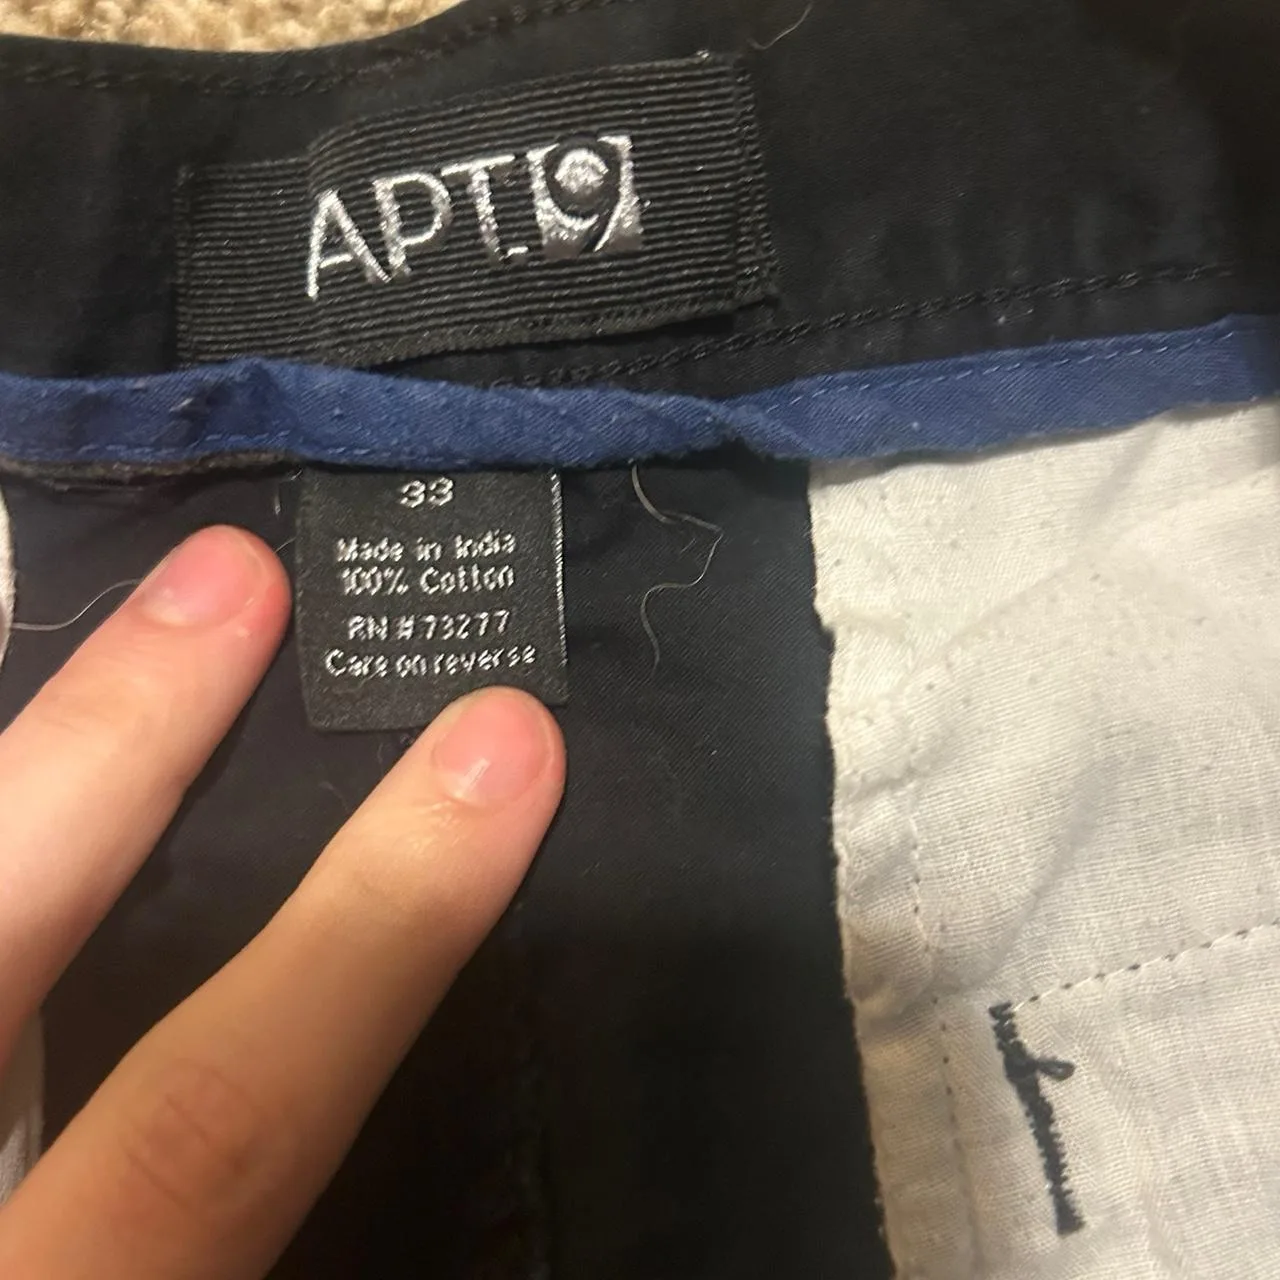 APT.9
33
Made in India
100% Cotton
RN # 73277
Care on reverse